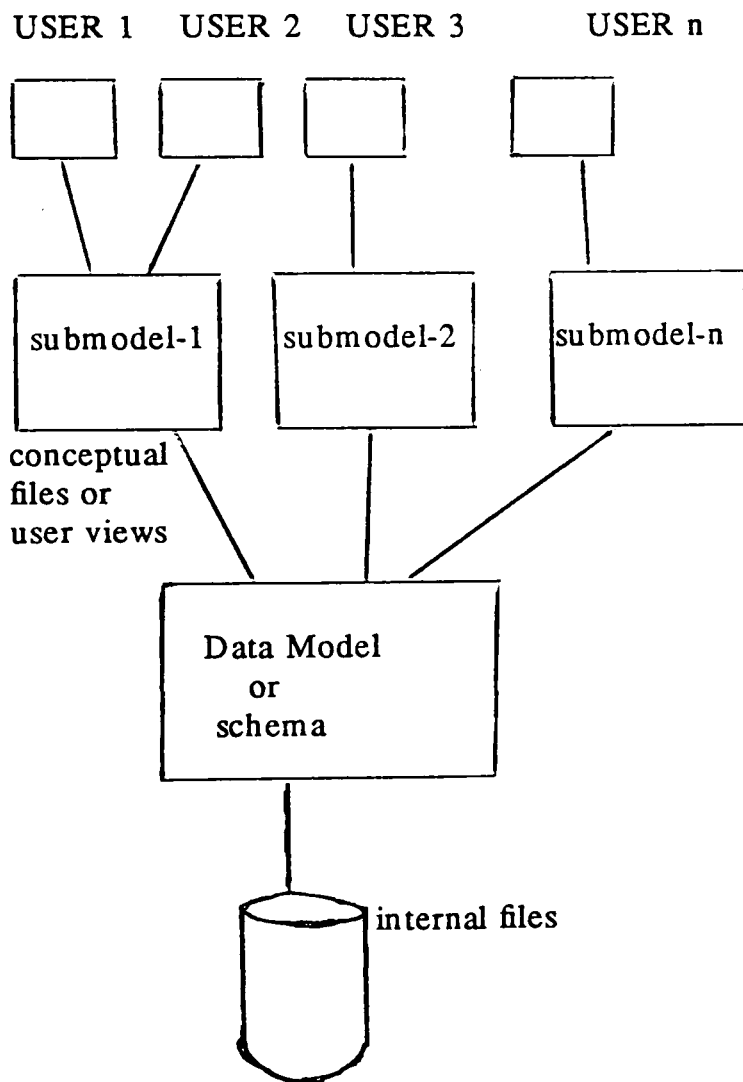 USER 1 USER 2 USER 3 USER n
submodel-1 submodel-2 submodel-n
conceptual
files or
user views
Data Model
or
schema
internal files